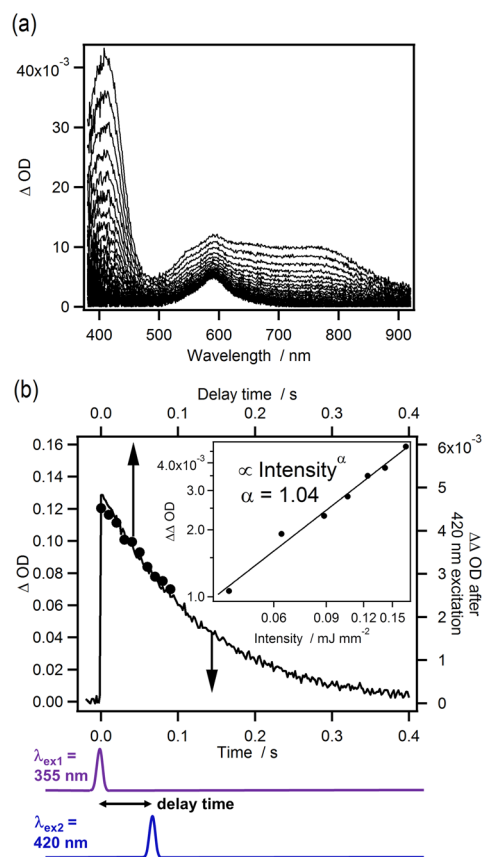 (a)
40x10⁻³
30
20
10
0
Δ OD
400 500 600 700 800 900
Wavelength / nm
(b)
Delay time / s
0.0 0.1 0.2 0.3 0.4
0.16
0.14
0.12
0.10
0.08
0.06
0.04
0.02
0.00
Δ OD
6x10⁻³
5
4
3
2
1
0
ΔΔ OD after
420 nm excitation
4.0x10⁻³
3.0
2.0
1.0
ΔΔ OD
∝ Intensity^α
α = 1.04
0.06 0.09 0.12 0.15
Intensity / mJ mm⁻²
0.0 0.1 0.2 0.3 0.4
Time / s
λex1 =
355 nm
delay time
λex2 =
420 nm